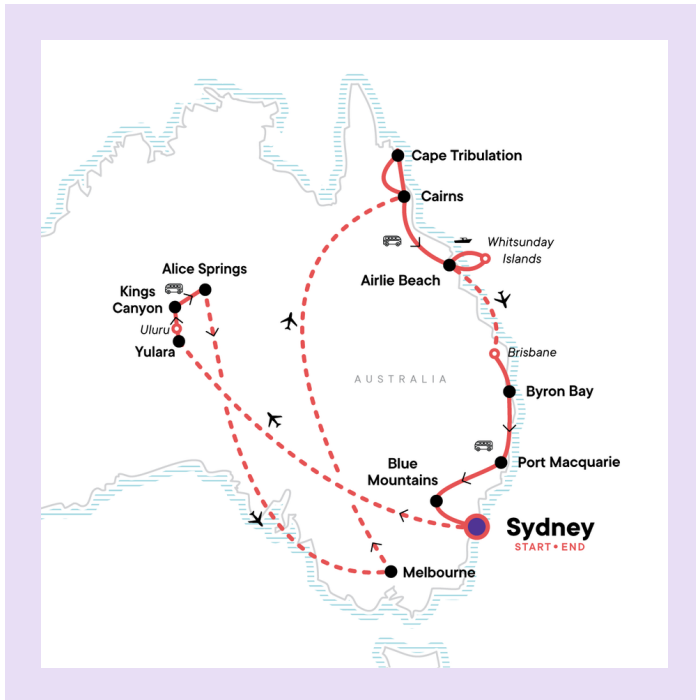 Cape Tribulation
Cairns
Whitsunday
Islands
Airlie Beach
Alice Springs
Kings
Canyon
Uluru
Yulara
Brisbane
AUSTRALIA
Byron Bay
Blue
Mountains
Port Macquarie
Sydney
START • END
Melbourne